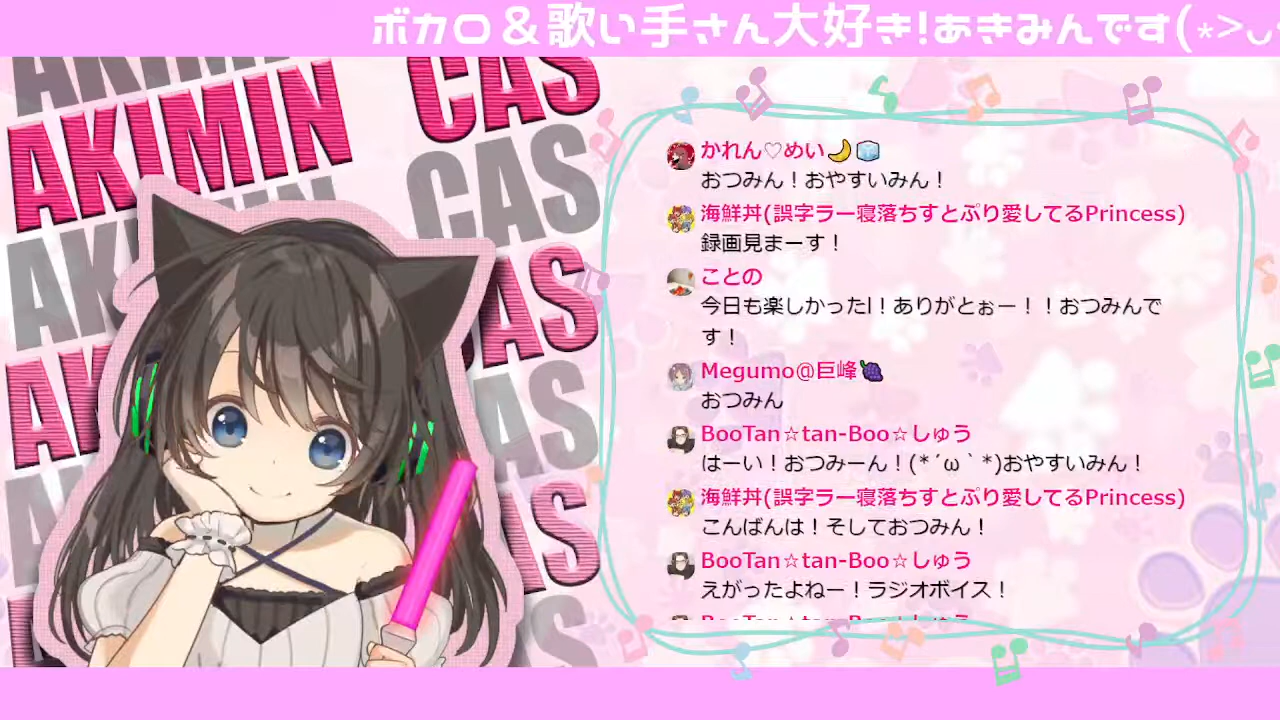 ボカロ＆歌い手さん大好き!あきみんです(⁎˃ᴗ
AKIMIN CAS
AKIMIN CAS
かれん♡めい🌙🧊
おつみん！おやすいみん！
海鮮丼(誤字ラー寝落ちすとぷり愛してるPrincess)
録画見まーす！
ことの
今日も楽しかったl！ありがとぉー！！おつみんで
す！
Megumo@巨峰🍇
おつみん
BooTan☆tan-Boo☆しゅう
はーい！おつみーん！(*´ω｀*)おやすいみん！
海鮮丼(誤字ラー寝落ちすとぷり愛してるPrincess)
こんばんは！そしておつみん！
BooTan☆tan-Boo☆しゅう
えがったよねー！ラジオボイス！
BooTan☆tan-Boo☆しゅう